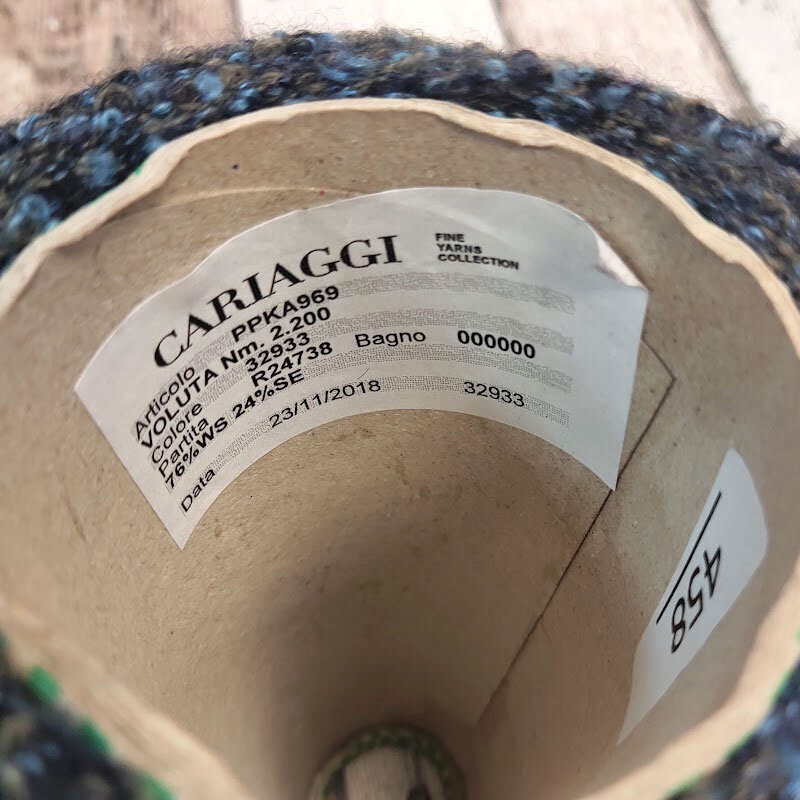 CARIAGGI
FINE
YARNS
COLLECTION
Articolo PPKA969
VOLUTA Nm. 2.200
Colore 32933
Partita R24738 Bagno 000000
76%WS 24%SE
Data 23/11/2018 32933
458